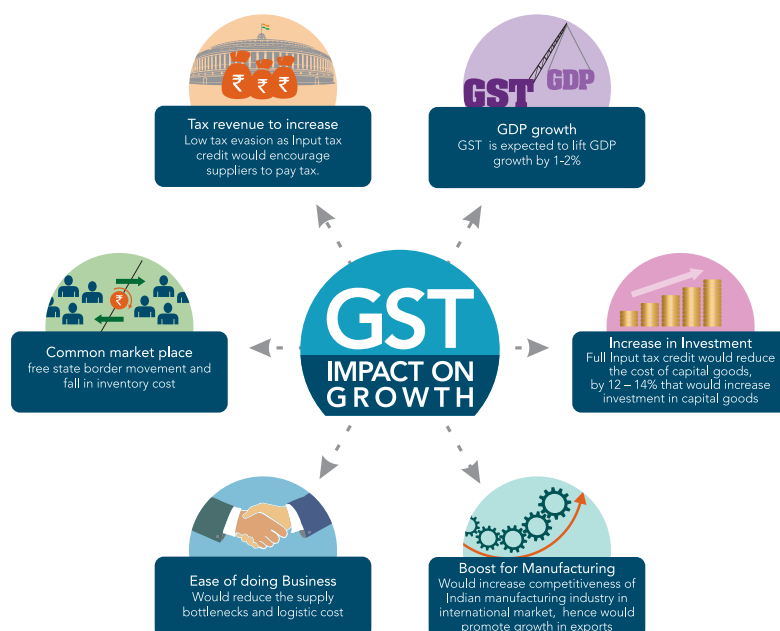 ₹ ₹ ₹
Tax revenue to increase
Low tax evasion as Input tax
credit would encourage
suppliers to pay tax.
GST GDP
GDP growth
GST is expected to lift GDP
growth by 1-2%
₹
Common market place
free state border movement and
fall in inventory cost
GST
IMPACT ON
GROWTH
Increase in Investment
Full Input tax credit would reduce
the cost of capital goods,
by 12 – 14% that would increase
investment in capital goods
Ease of doing Business
Would reduce the supply
bottlenecks and logistic cost
Boost for Manufacturing
Would increase competitiveness of
Indian manufacturing industry in
international market, hence would
promote growth in exports